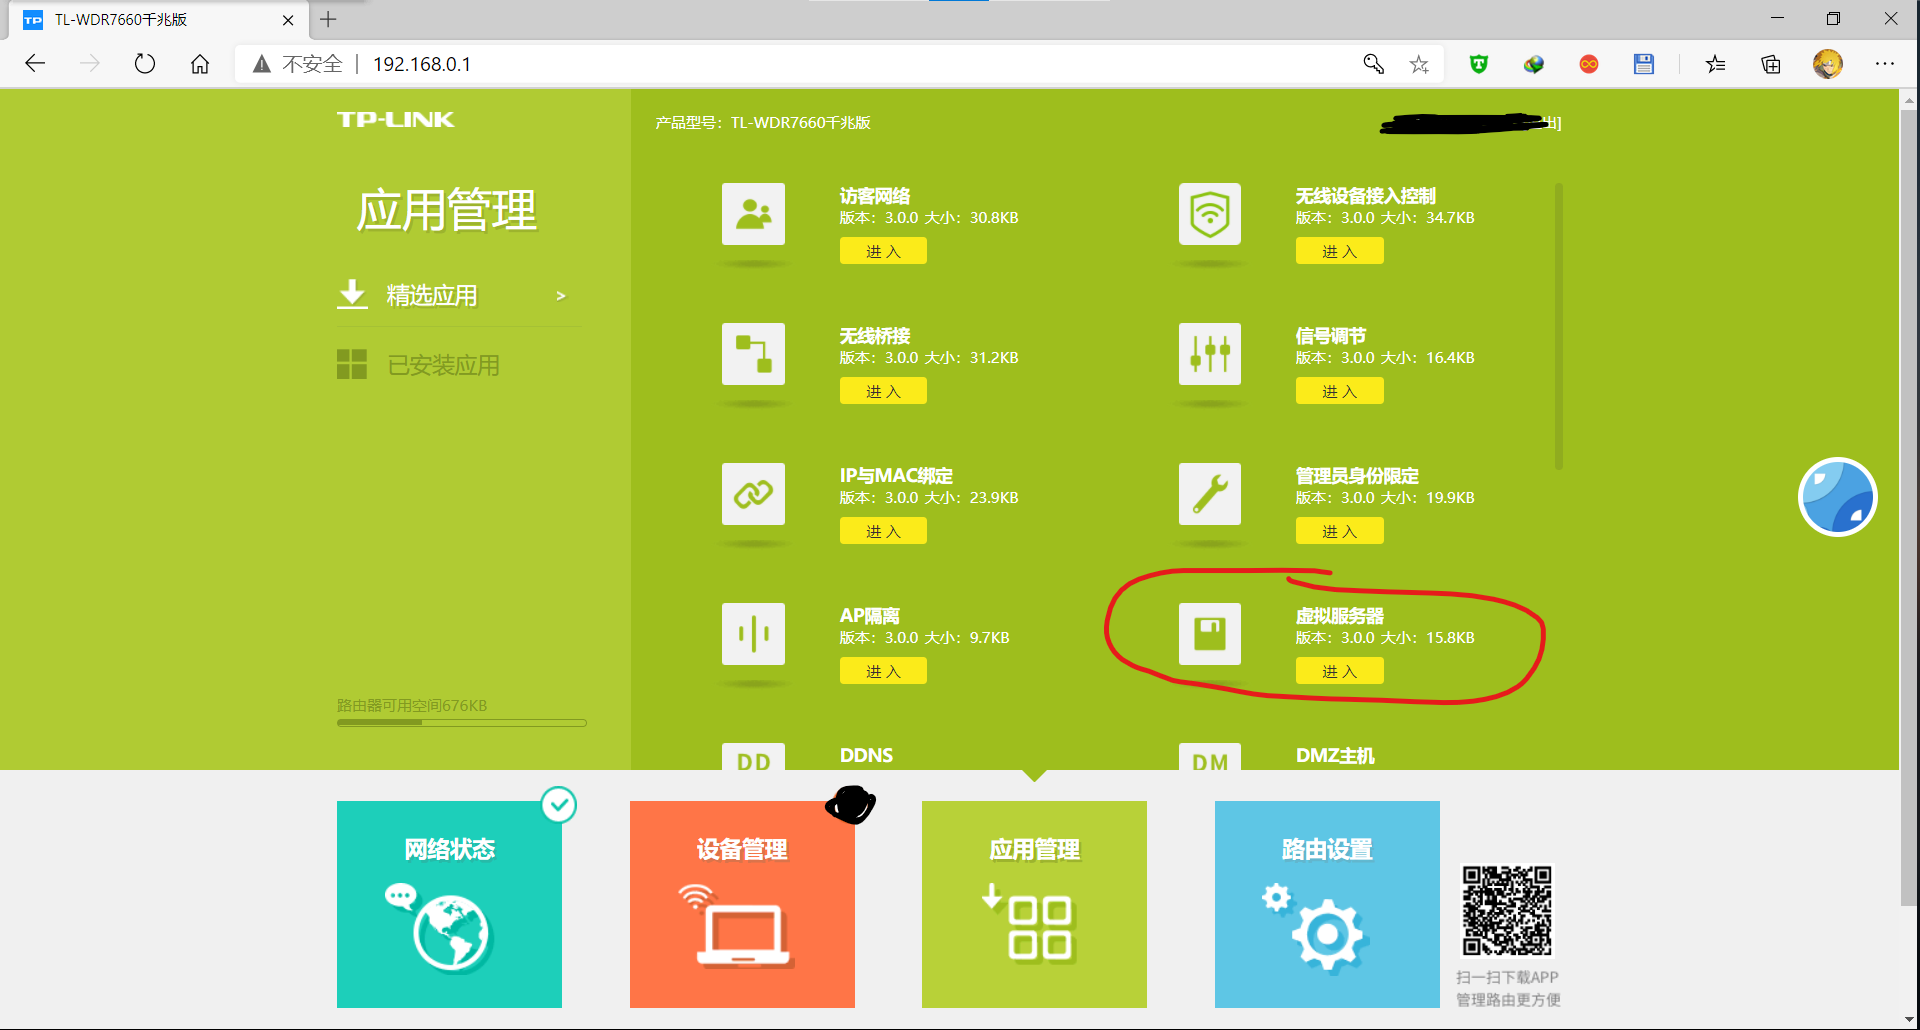 TP TL-WDR7660千兆版
不安全 192.168.0.1
TP-LINK
产品型号：TL-WDR7660千兆版
出]
应用管理
精选应用 >
已安装应用
路由器可用空间676KB
访客网络
版本：3.0.0 大小：30.8KB
进 入
无线设备接入控制
版本：3.0.0 大小：34.7KB
进 入
无线桥接
版本：3.0.0 大小：31.2KB
进 入
信号调节
版本：3.0.0 大小：16.4KB
进 入
IP与MAC绑定
版本：3.0.0 大小：23.9KB
进 入
管理员身份限定
版本：3.0.0 大小：19.9KB
进 入
AP隔离
版本：3.0.0 大小：9.7KB
进 入
虚拟服务器
版本：3.0.0 大小：15.8KB
进 入
DD
DDNS
DM
DMZ主机
网络状态
设备管理
应用管理
路由设置
扫一扫下载APP
管理路由更方便